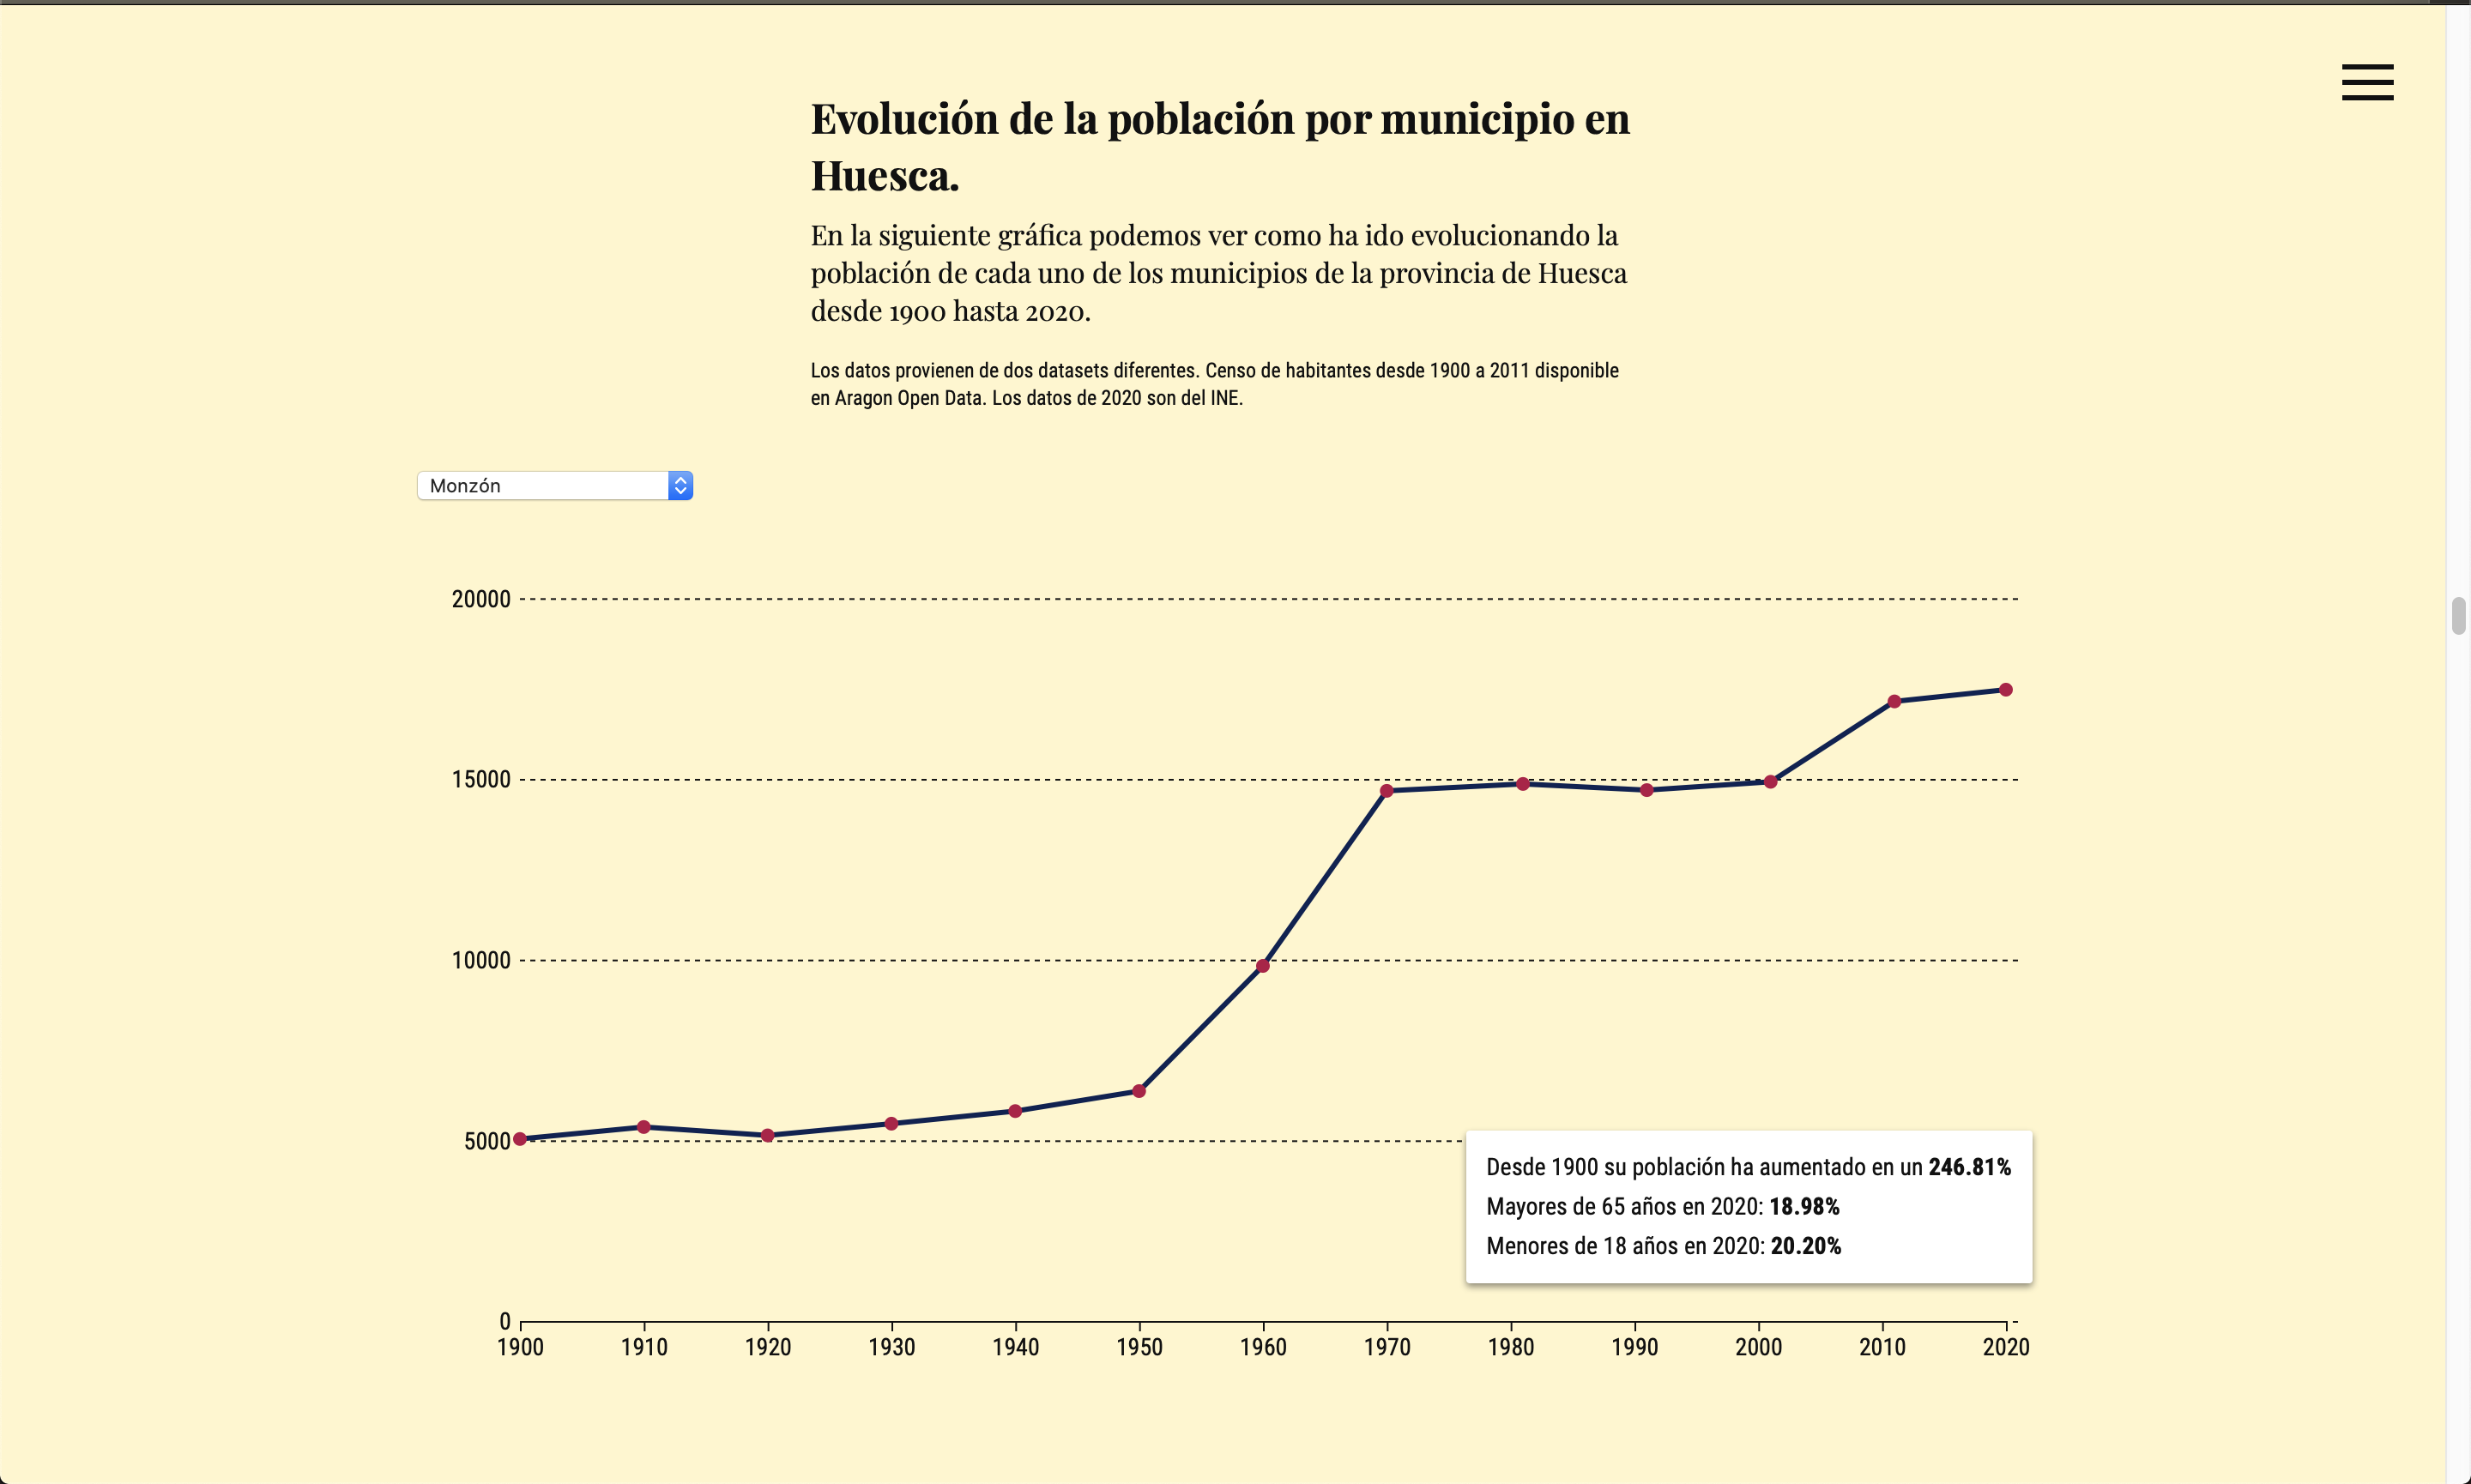 Evolución de la población por municipio en
Huesca.
En la siguiente gráfica podemos ver como ha ido evolucionando la
población de cada uno de los municipios de la provincia de Huesca
desde 1900 hasta 2020.
Los datos provienen de dos datasets diferentes. Censo de habitantes desde 1900 a 2011 disponible
en Aragon Open Data. Los datos de 2020 son del INE.
Monzón
20000
15000
10000
5000
Desde 1900 su población ha aumentado en un 246.81%
Mayores de 65 años en 2020: 18.98%
Menores de 18 años en 2020: 20.20%
0
1900 1910 1920 1930 1940 1950 1960 1970 1980 1990 2000 2010 2020